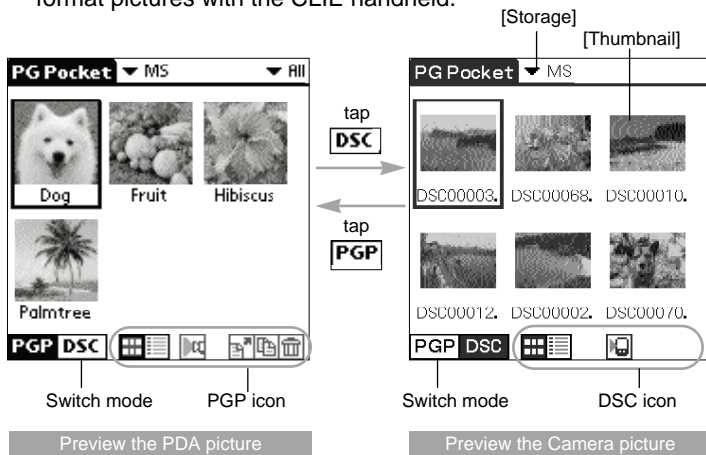 format pictures with the CLIE handheld.
[Storage]
[Thumbnail]
PG Pocket ▼ MS ▼ All
Dog Fruit Hibiscus
Palmtree
PGP DSC
Switch mode PGP icon
Preview the PDA picture
tap
DSC
tap
PGP
PG Pocket ▼ MS
DSC00003. DSC00068. DSC00010.
DSC00012. DSC00002. DSC00070.
PGP DSC
Switch mode DSC icon
Preview the Camera picture